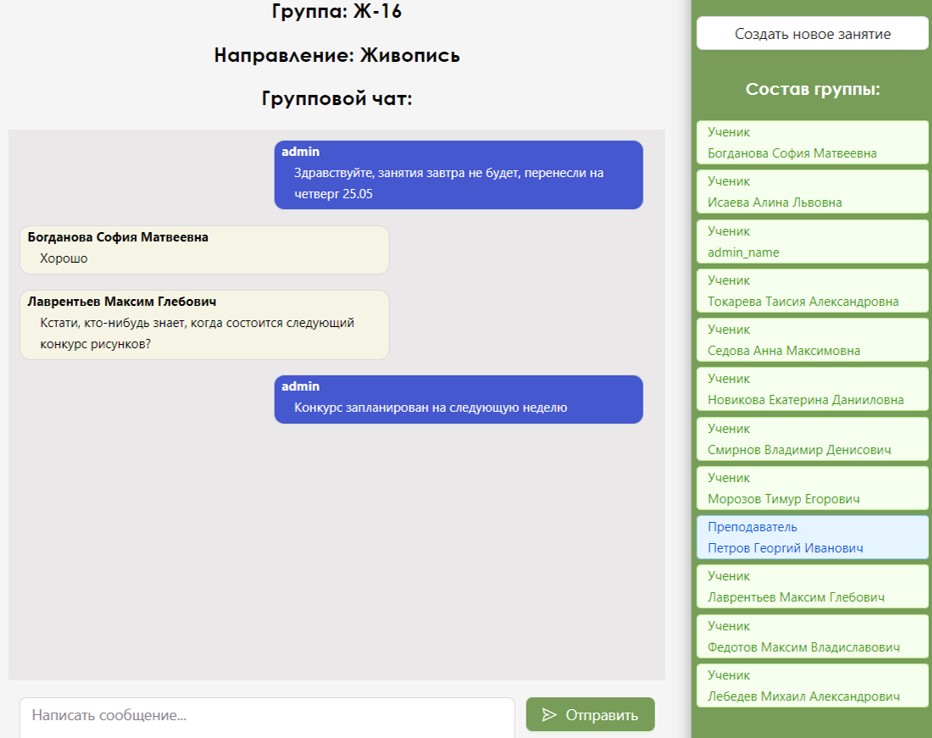 Группа: Ж-16
Направление: Живопись
Групповой чат:
admin
Здравствуйте, занятия завтра не будет, перенесли на
четверг 25.05
Богданова София Матвеевна
Хорошо
Лаврентьев Максим Глебович
Кстати, кто-нибудь знает, когда состоится следующий
конкурс рисунков?
admin
Конкурс запланирован на следующую неделю
Написать сообщение...
Отправить
Создать новое занятие
Состав группы:
Ученик
Богданова София Матвеевна
Ученик
Исаева Алина Львовна
Ученик
admin_name
Ученик
Токарева Таисия Александровна
Ученик
Седова Анна Максимовна
Ученик
Новикова Екатерина Данииловна
Ученик
Смирнов Владимир Денисович
Ученик
Морозов Тимур Егорович
Преподаватель
Петров Георгий Иванович
Ученик
Лаврентьев Максим Глебович
Ученик
Федотов Максим Владиславович
Ученик
Лебедев Михаил Александрович